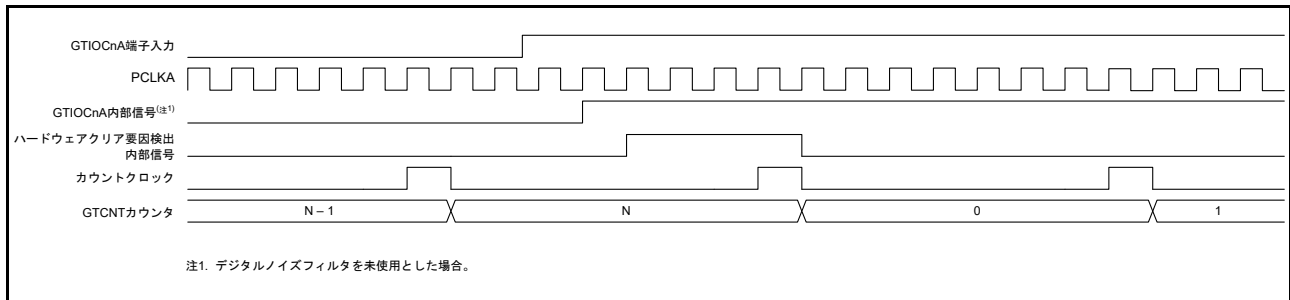 GTIOCnA端子入力
PCLKA
GTIOCnA内部信号(注1)
ハードウェアクリア要因検出
内部信号
カウントクロック
GTCNTカウンタ N – 1 N 0 1
注1. デジタルノイズフィルタを未使用とした場合。